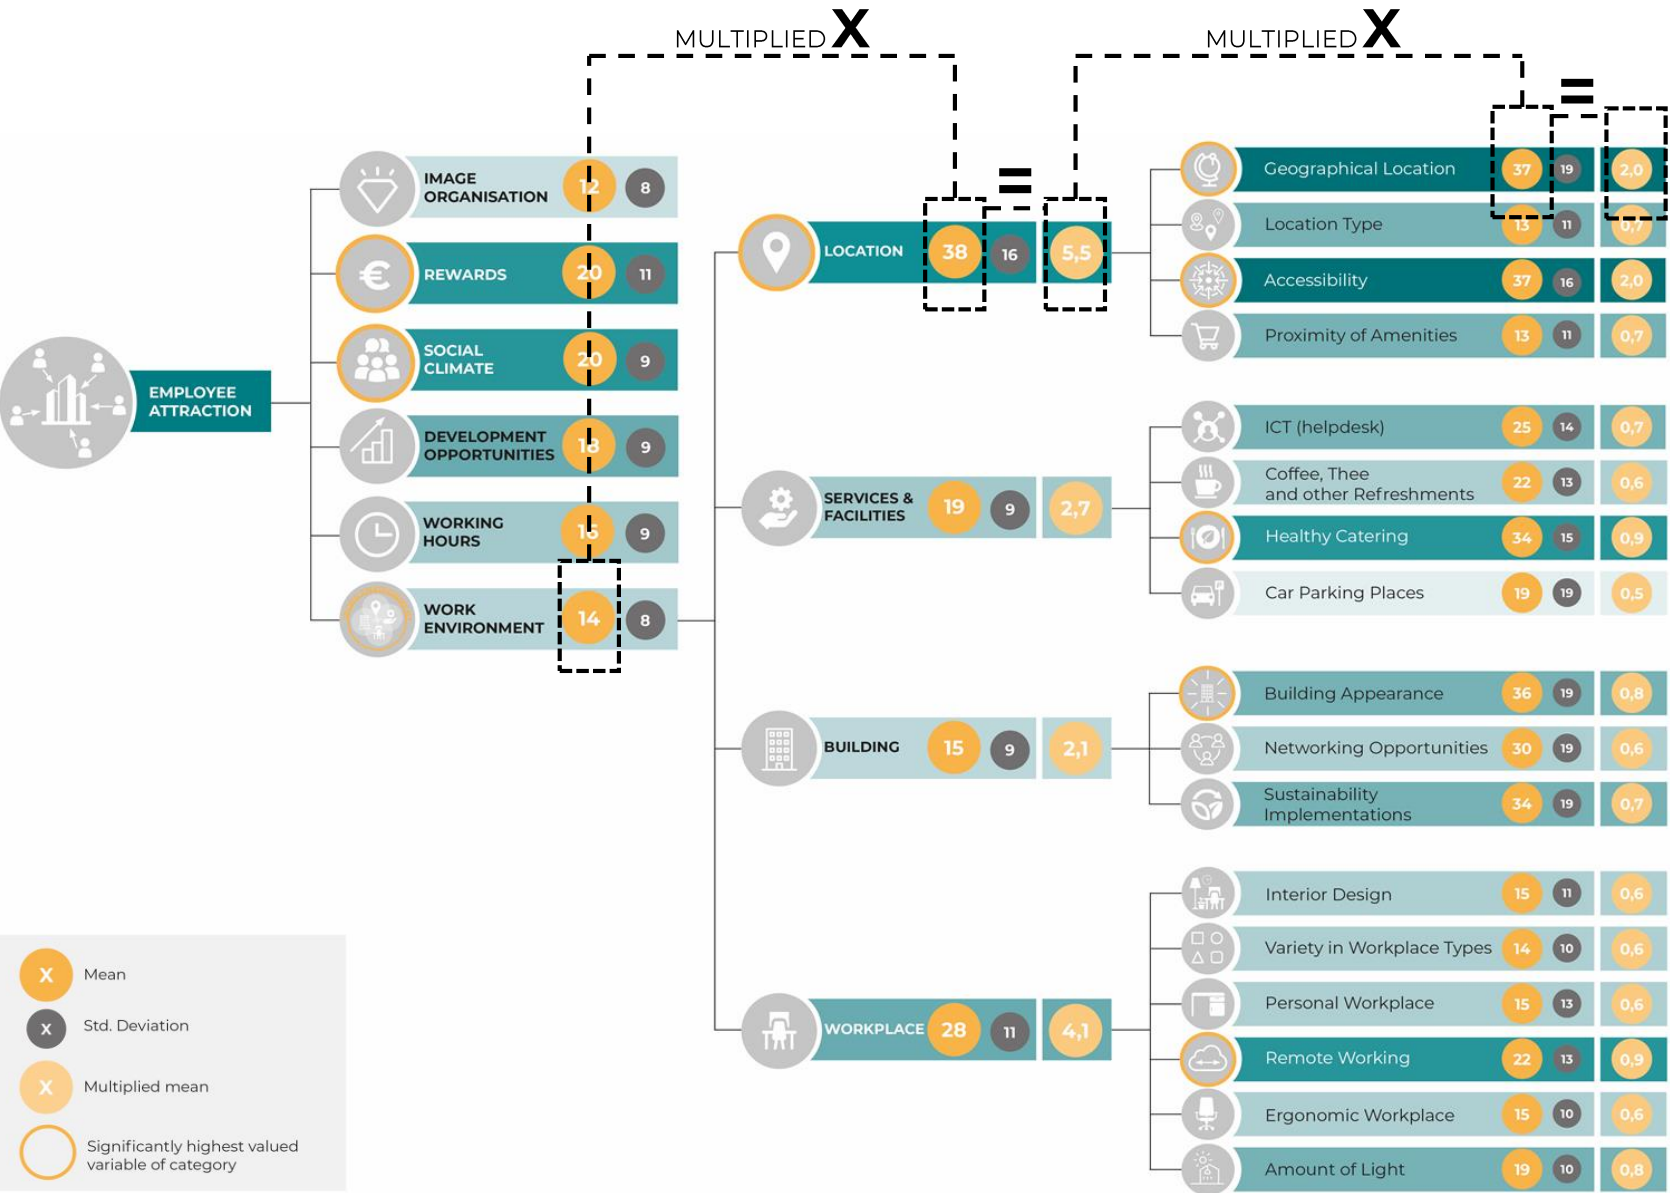 MULTIPLIED X
MULTIPLIED X
=
=
EMPLOYEE
ATTRACTION
IMAGE
ORGANISATION
12
8
REWARDS
20
11
SOCIAL
CLIMATE
20
9
DEVELOPMENT
OPPORTUNITIES
18
9
WORKING
HOURS
16
9
WORK
ENVIRONMENT
14
8
LOCATION
38
16
5,5
Geographical Location
37
19
2,0
Location Type
13
11
0,7
Accessibility
37
16
2,0
Proximity of Amenities
13
11
0,7
SERVICES &
FACILITIES
19
9
2,7
ICT (helpdesk)
25
14
0,7
Coffee, Thee
and other Refreshments
22
13
0,6
Healthy Catering
34
15
0,9
Car Parking Places
19
19
0,5
BUILDING
15
9
2,1
Building Appearance
36
19
0,8
Networking Opportunities
30
19
0,6
Sustainability
Implementations
34
19
0,7
WORKPLACE
28
11
4,1
Interior Design
15
11
0,6
Variety in Workplace Types
14
10
0,6
Personal Workplace
15
13
0,6
Remote Working
22
13
0,9
Ergonomic Workplace
15
10
0,6
Amount of Light
19
10
0,8
X
Mean
X
Std. Deviation
X
Multiplied mean
Significantly highest valued
variable of category